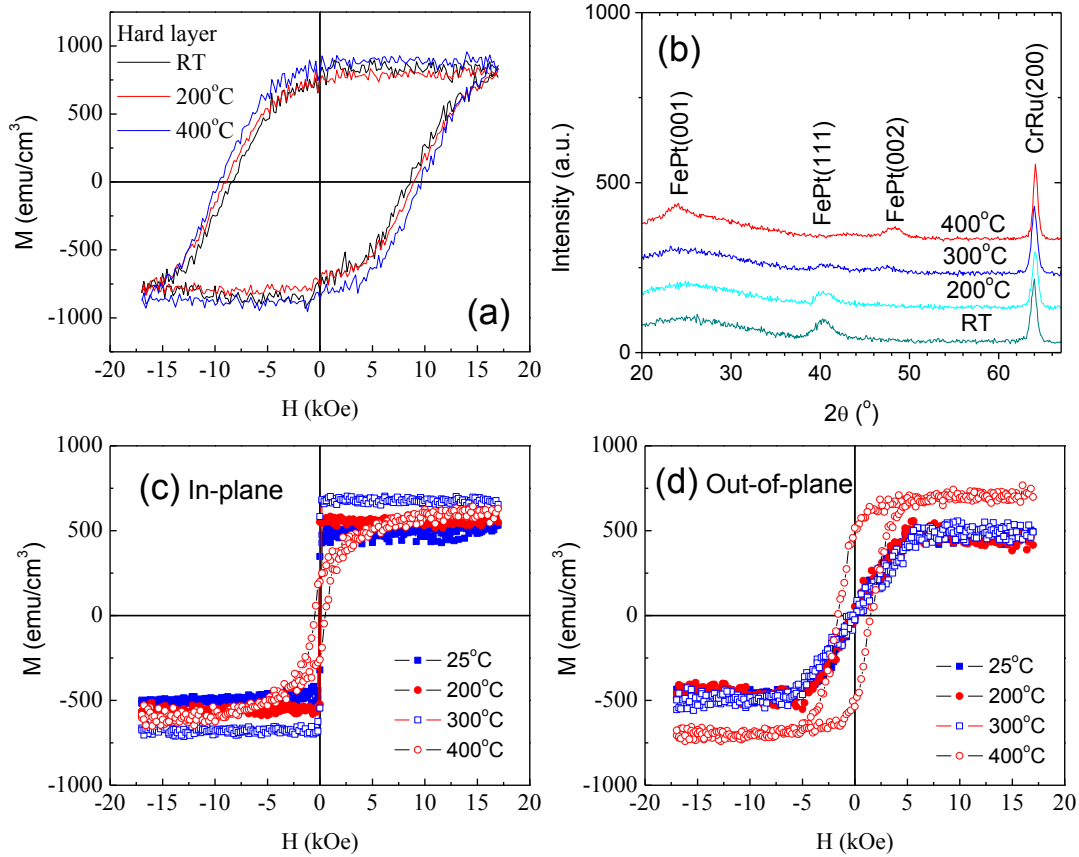 (a)
Hard layer
RT
200°C
400°C
1000
500
0
-500
-1000
M (emu/cm³)
-20 -15 -10 -5 0 5 10 15 20
H (kOe)
(b)
1000
500
0
Intensity (a.u.)
FePt(001)
FePt(111)
FePt(002)
CrRu(200)
400°C
300°C
200°C
RT
20 30 40 50 60
2θ (°)
(c) In-plane
1000
500
0
-500
-1000
M (emu/cm³)
25°C
200°C
300°C
400°C
-20 -15 -10 -5 0 5 10 15 20
H (kOe)
(d) Out-of-plane
1000
500
0
-500
-1000
M (emu/cm³)
25°C
200°C
300°C
400°C
-20 -15 -10 -5 0 5 10 15 20
H (kOe)